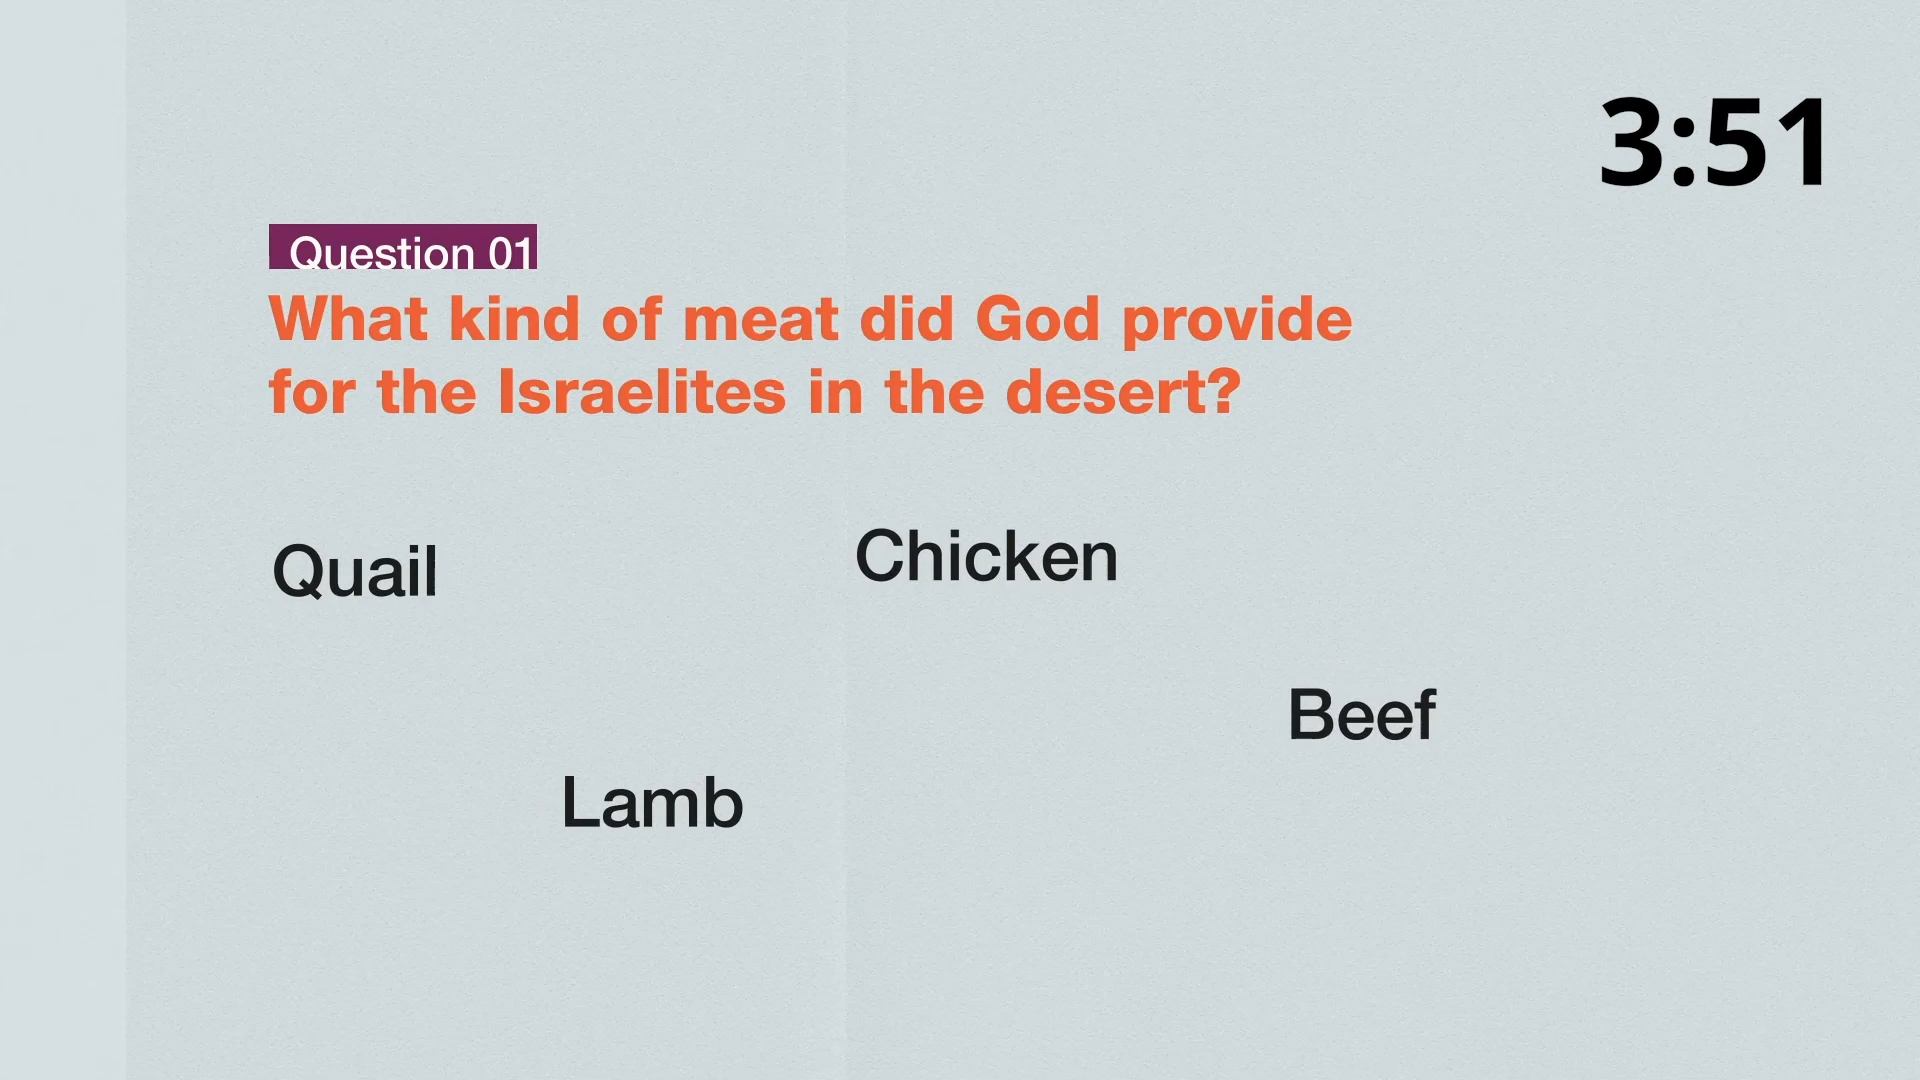 3:51
Question 01
What kind of meat did God provide
for the Israelites in the desert?
Quail
Chicken
Beef
Lamb